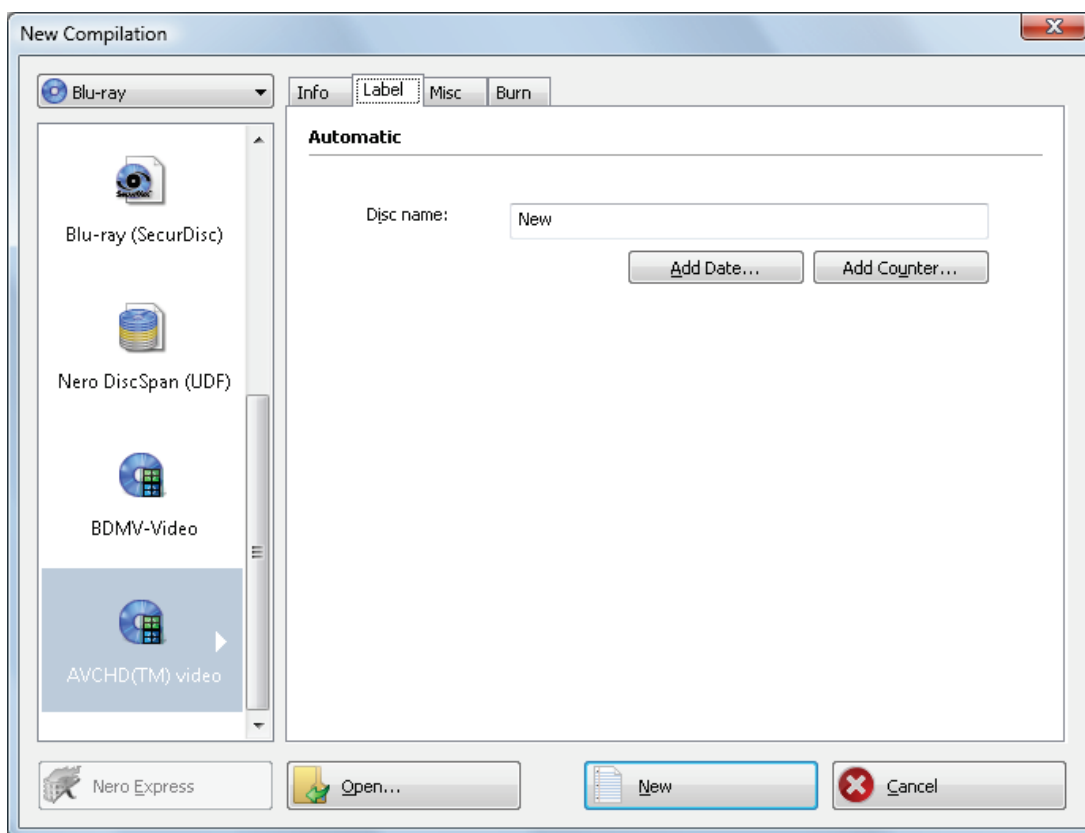 New Compilation
Blu-ray
Info Label Misc Burn
Automatic
Disc name: New
Add Date... Add Counter...
SecurDisc
Blu-ray (SecurDisc)
Nero DiscSpan (UDF)
BDMV-Video
AVCHD(TM) video
Nero Express Open... New Cancel